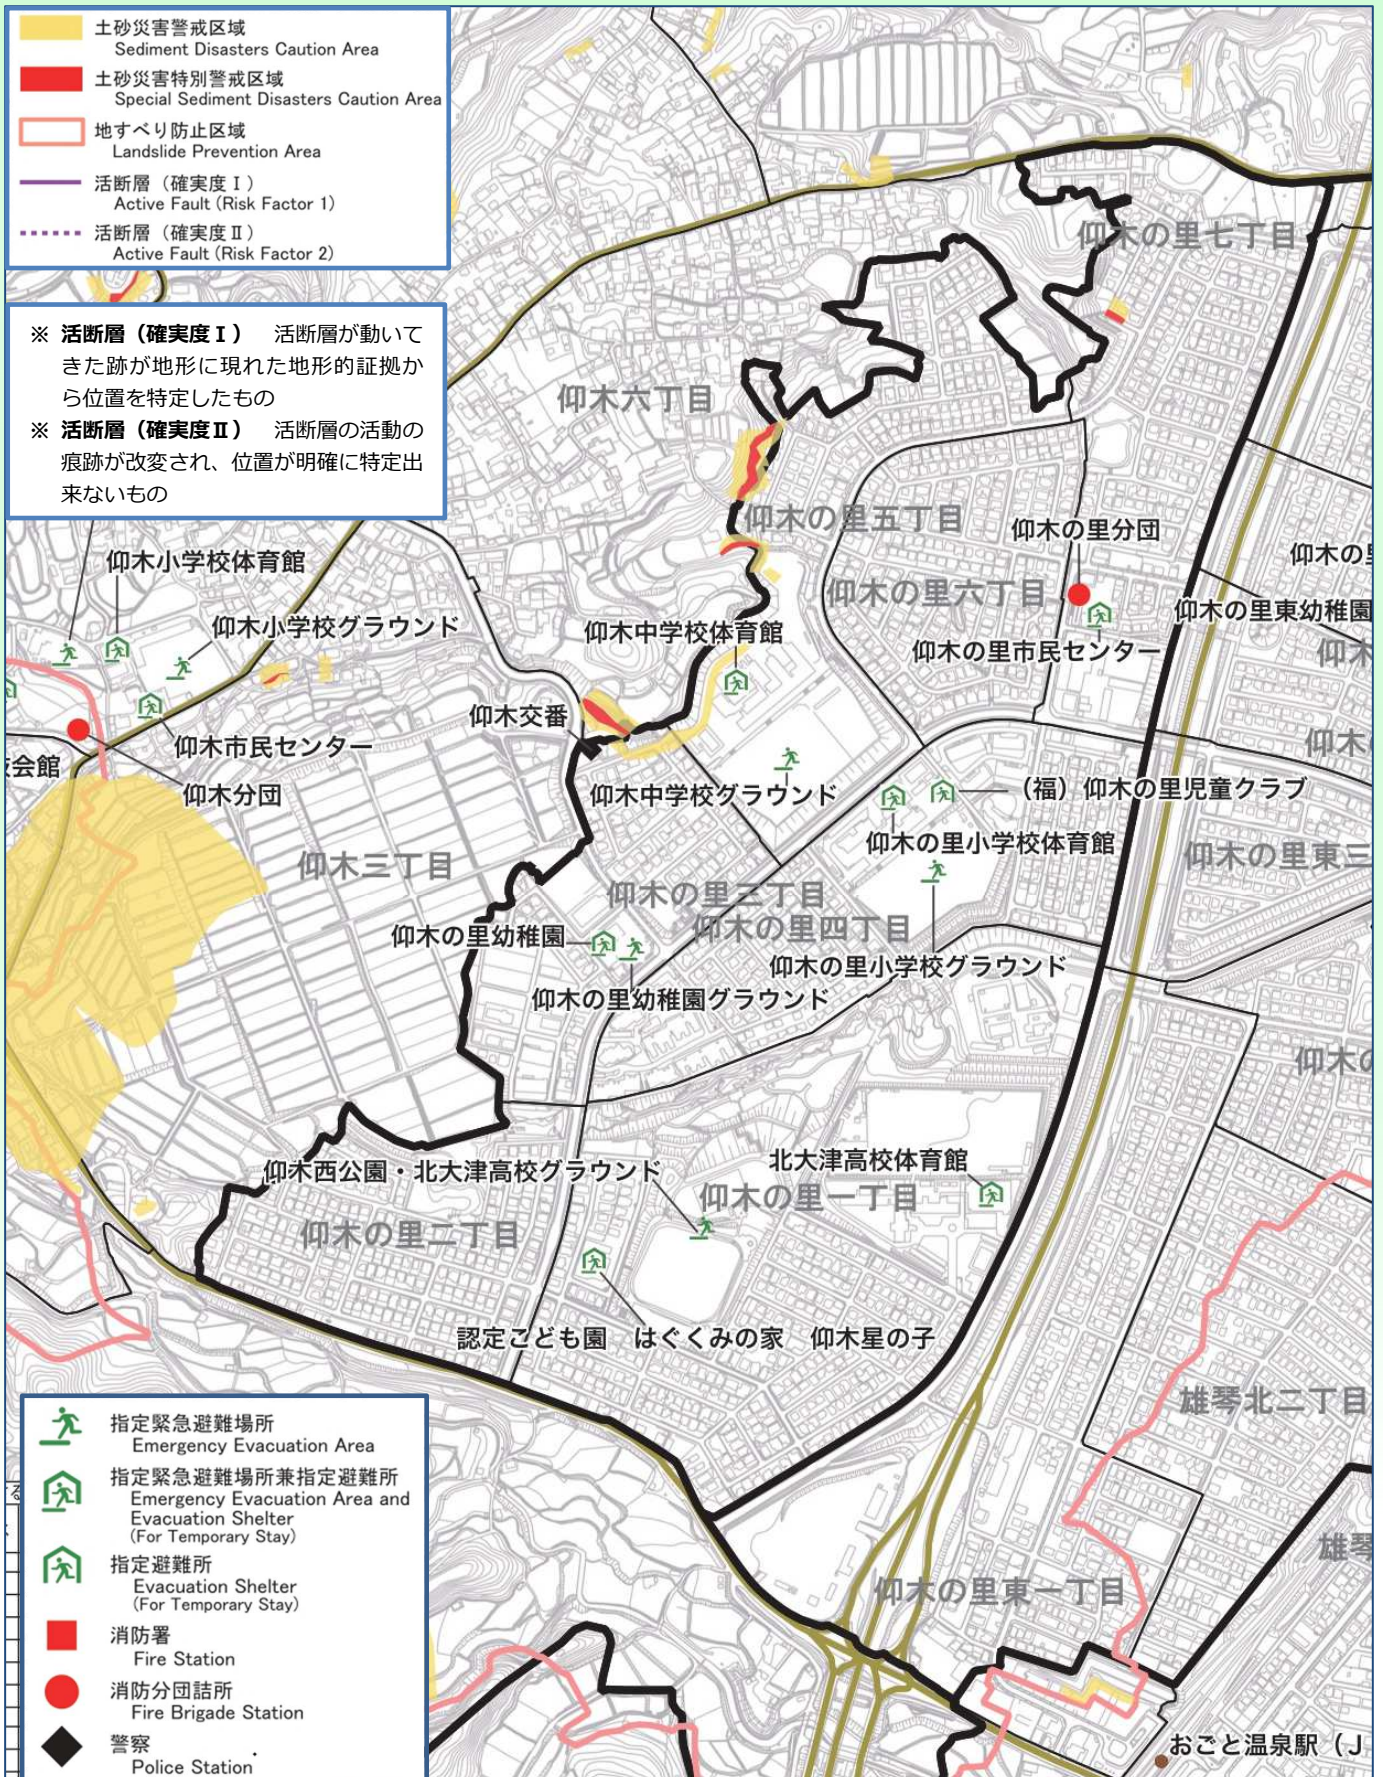 土砂災害警戒区域
Sediment Disasters Caution Area
土砂災害特別警戒区域
Special Sediment Disasters Caution Area
地すべり防止区域
Landslide Prevention Area
活断層（確実度Ⅰ）
Active Fault (Risk Factor 1)
活断層（確実度Ⅱ）
Active Fault (Risk Factor 2)
※ 活断層（確実度Ⅰ）　活断層が動いて
きた跡が地形に現れた地形的証拠か
ら位置を特定したもの
※ 活断層（確実度Ⅱ）　活断層の活動の
痕跡が改変され、位置が明確に特定出
来ないもの
仰木の里七丁目
仰木六丁目
仰木の里五丁目
仰木の里分団
仰木の里
仰木小学校体育館
仰木の里六丁目
仰木の里東幼稚園
仰木小学校グラウンド
仰木中学校体育館
仰木の里市民センター
仰木
仰木交番
仰木市民センター
仰木
会館
仰木分団
仰木中学校グラウンド
（福）仰木の里児童クラブ
仰木の里小学校体育館
仰木三丁目
仰木の里東三
仰木の里三丁目
仰木の里四丁目
仰木の里幼稚園
仰木の里小学校グラウンド
仰木の里幼稚園グラウンド
仰木の
仰木西公園・北大津高校グラウンド
北大津高校体育館
仰木の里一丁目
仰木の里二丁目
認定こども園　はぐくみの家　仰木星の子
雄琴北二丁目
雄琴
仰木の里東一丁目
おごと温泉駅（Ｊ
指定緊急避難場所
Emergency Evacuation Area
指定緊急避難場所兼指定避難所
Emergency Evacuation Area and
Evacuation Shelter
(For Temporary Stay)
指定避難所
Evacuation Shelter
(For Temporary Stay)
消防署
Fire Station
消防分団詰所
Fire Brigade Station
警察
Police Station